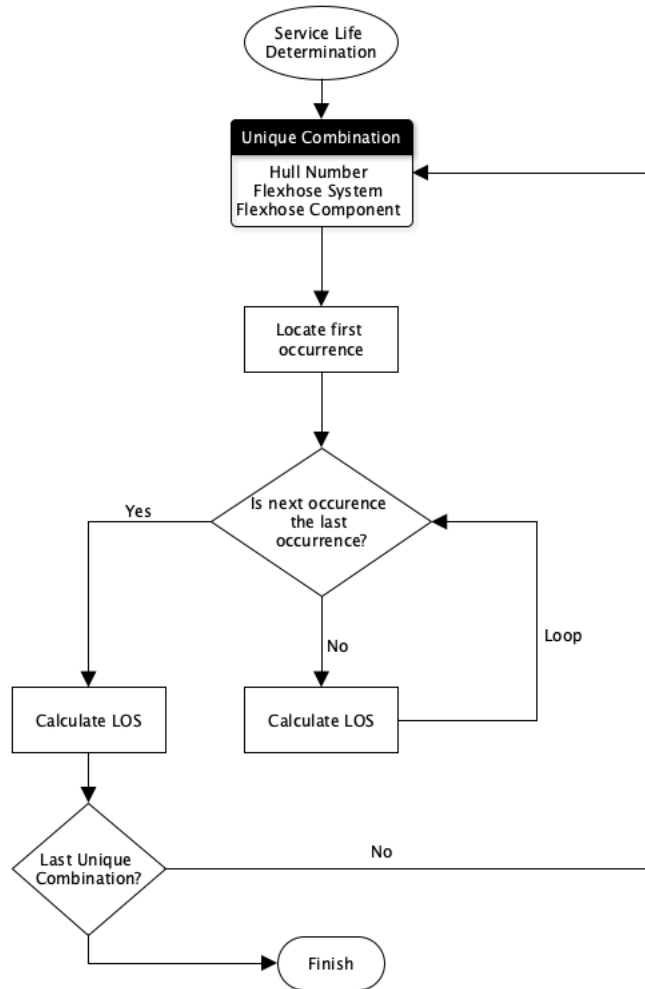 Service Life
Determination
Unique Combination
Hull Number
Flexhose System
Flexhose Component
Locate first
occurrence
Is next occurence
the last
occurrence?
Yes
No
Loop
Calculate LOS
Calculate LOS
Last Unique
Combination?
No
Finish